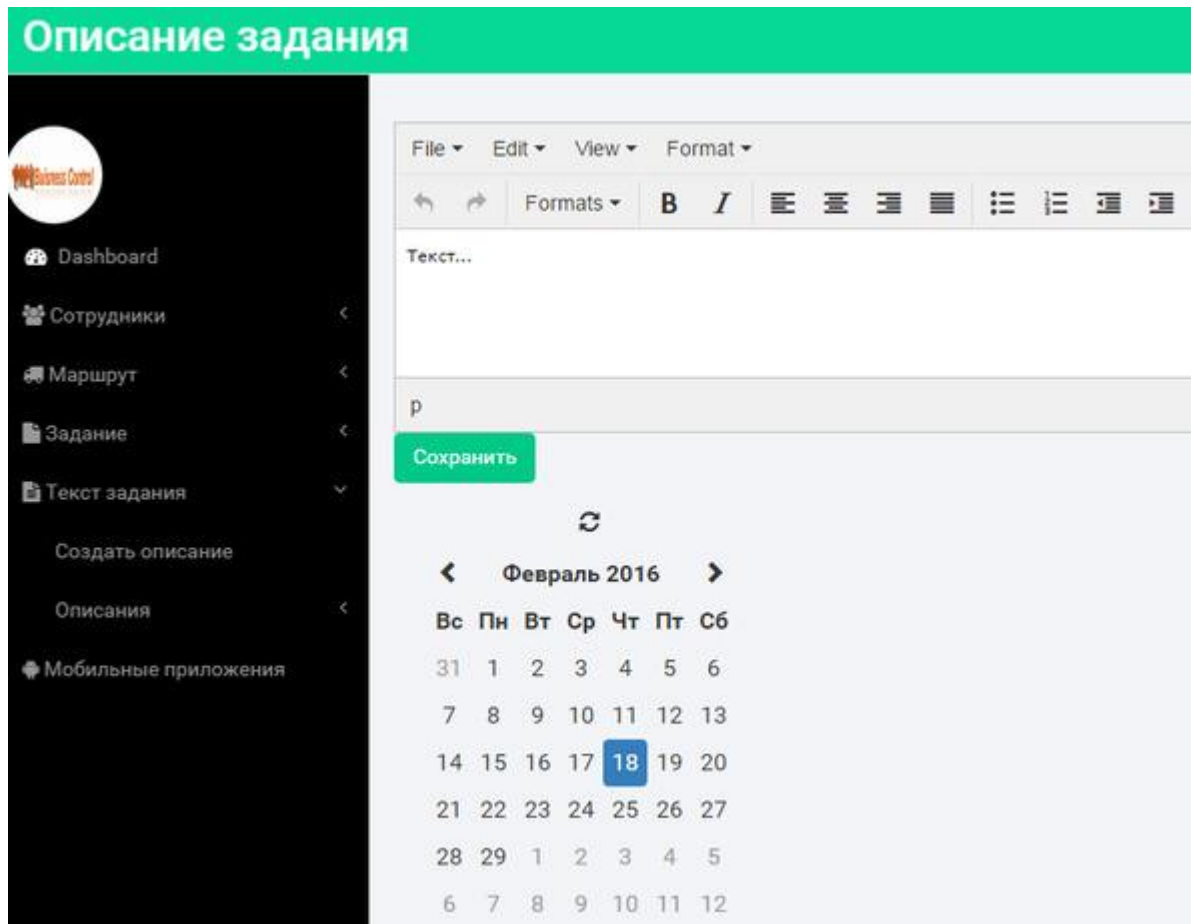 Описание задания
Buisness Control
Dashboard
Сотрудники
Маршрут
Задание
Текст задания
Создать описание
Описания
Мобильные приложения
File Edit View Format
Formats B I
Текст...
p
Сохранить
Февраль 2016
Вс Пн Вт Ср Чт Пт Сб
31 1 2 3 4 5 6
7 8 9 10 11 12 13
14 15 16 17 18 19 20
21 22 23 24 25 26 27
28 29 1 2 3 4 5
6 7 8 9 10 11 12